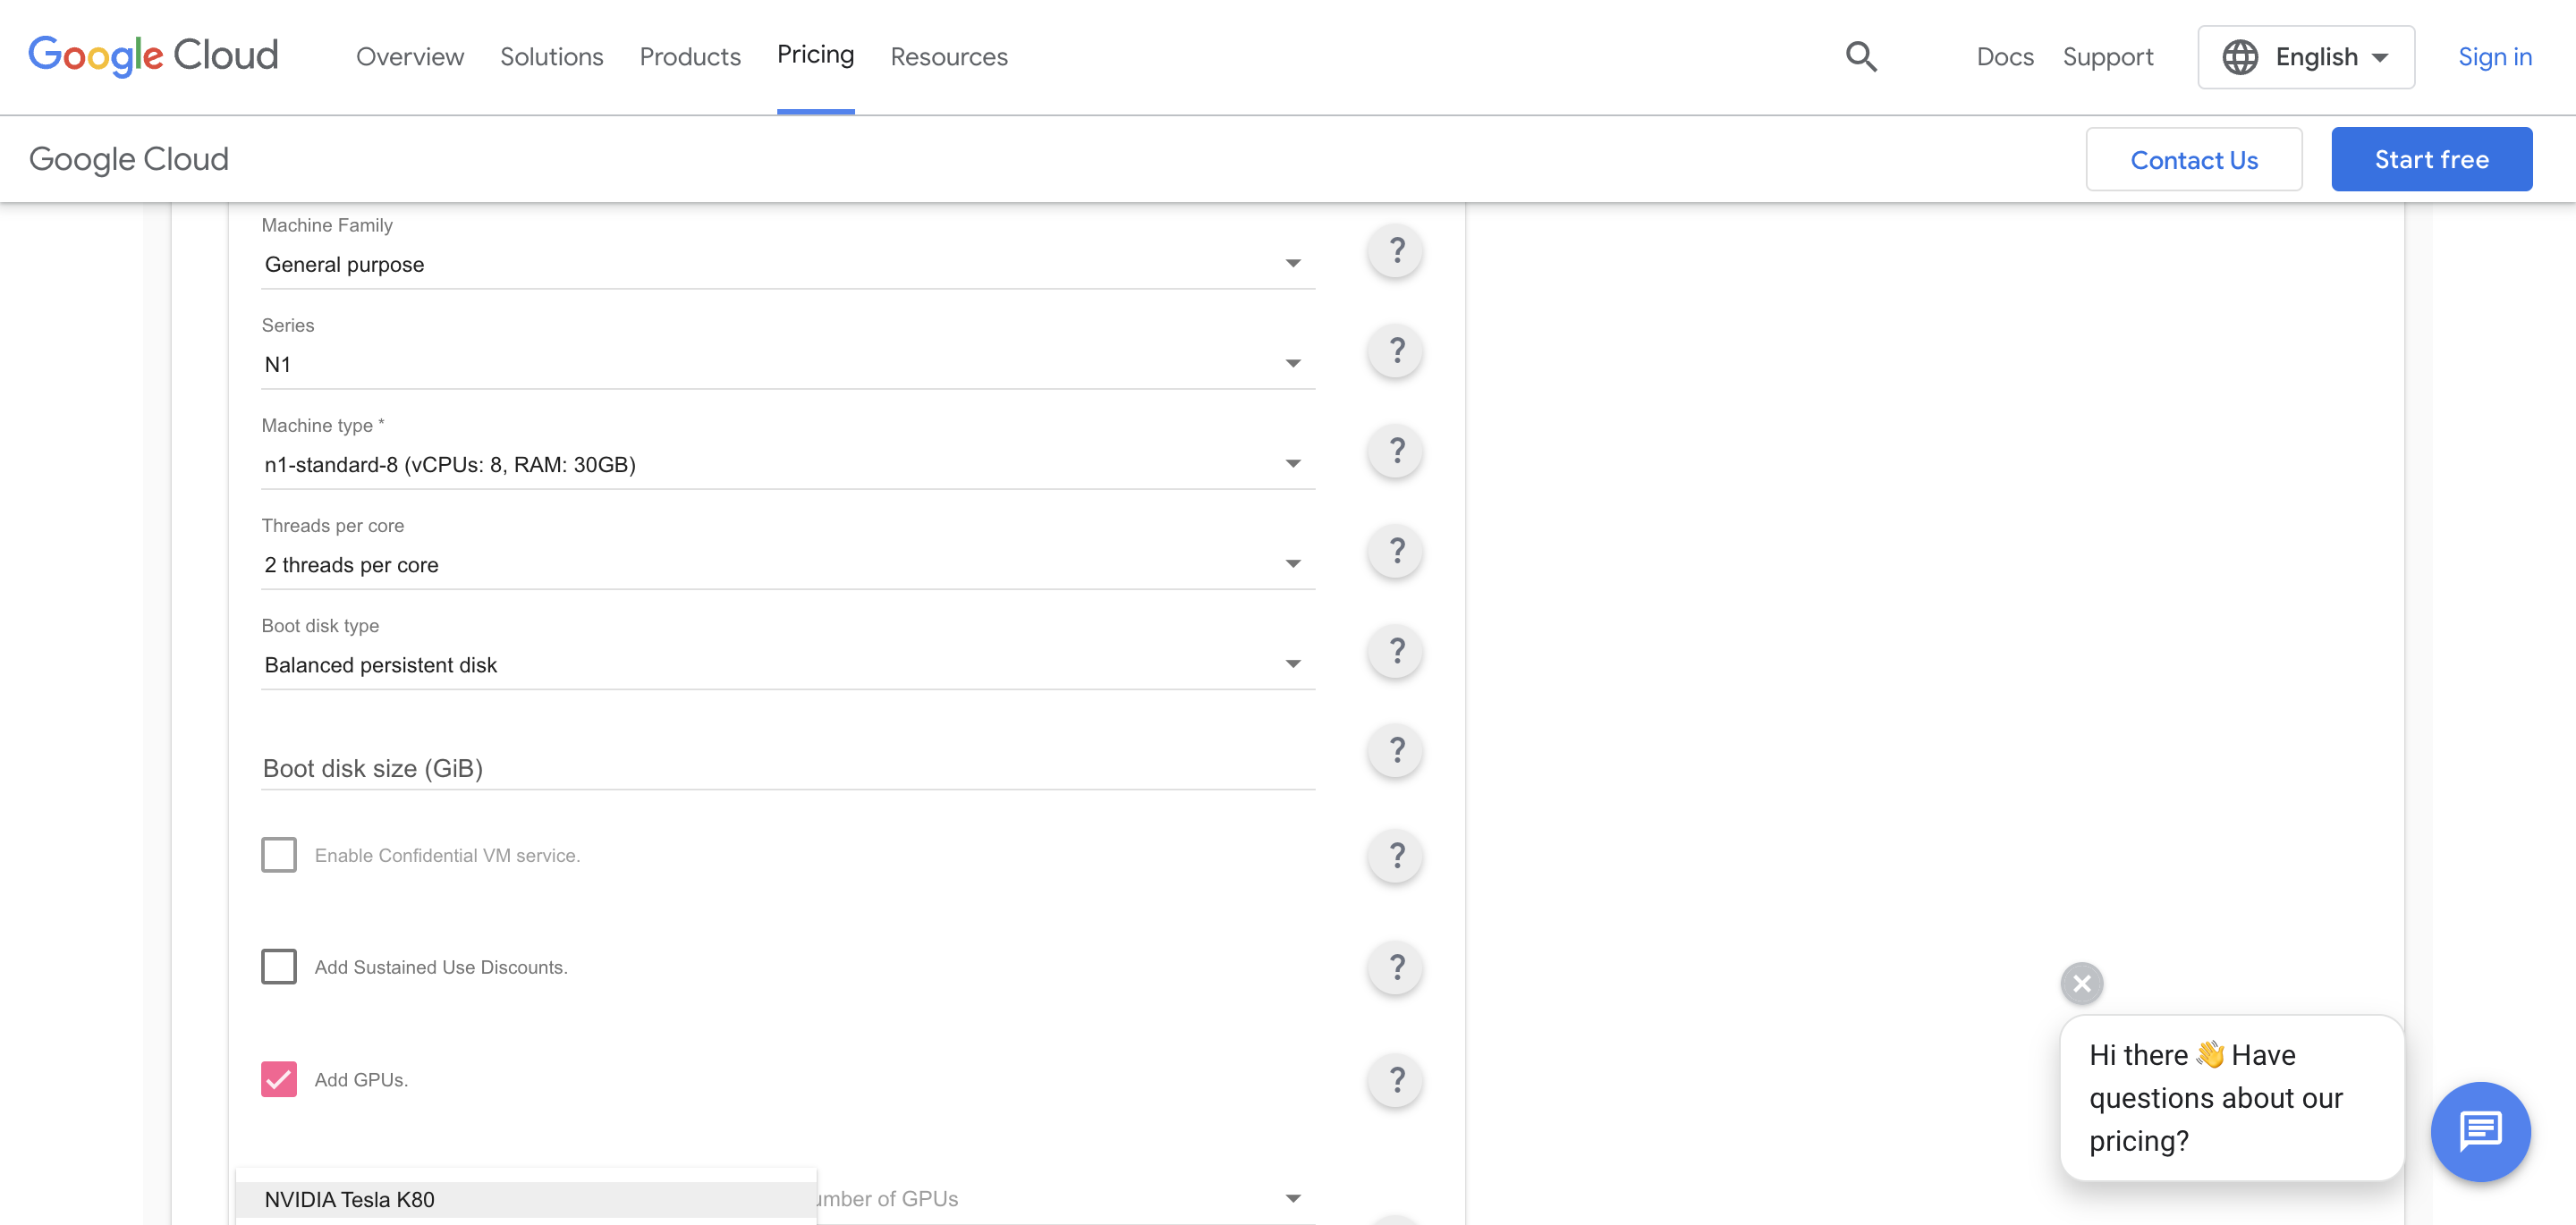 Google Cloud Overview Solutions Products Pricing Resources Docs Support English Sign in
Google Cloud Contact Us Start free
Machine Family
General purpose
?
Series
N1
?
Machine type *
n1-standard-8 (vCPUs: 8, RAM: 30GB)
?
Threads per core
2 threads per core
?
Boot disk type
Balanced persistent disk
?
Boot disk size (GiB)
?
Enable Confidential VM service.
?
Add Sustained Use Discounts.
?
Add GPUs.
?
Hi there 👋 Have
questions about our
pricing?
NVIDIA Tesla K80
of GPUs